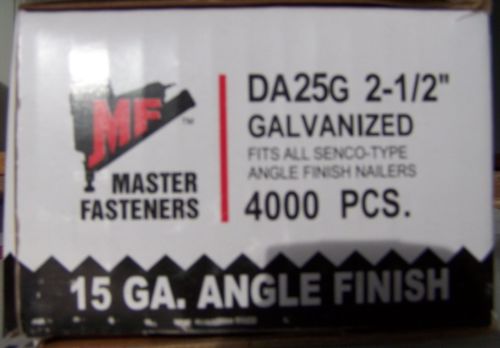 MF™
MASTER
FASTENERS
DA25G 2-1/2"
GALVANIZED
FITS ALL SENCO-TYPE
ANGLE FINISH NAILERS
4000 PCS.
15 GA. ANGLE FINISH